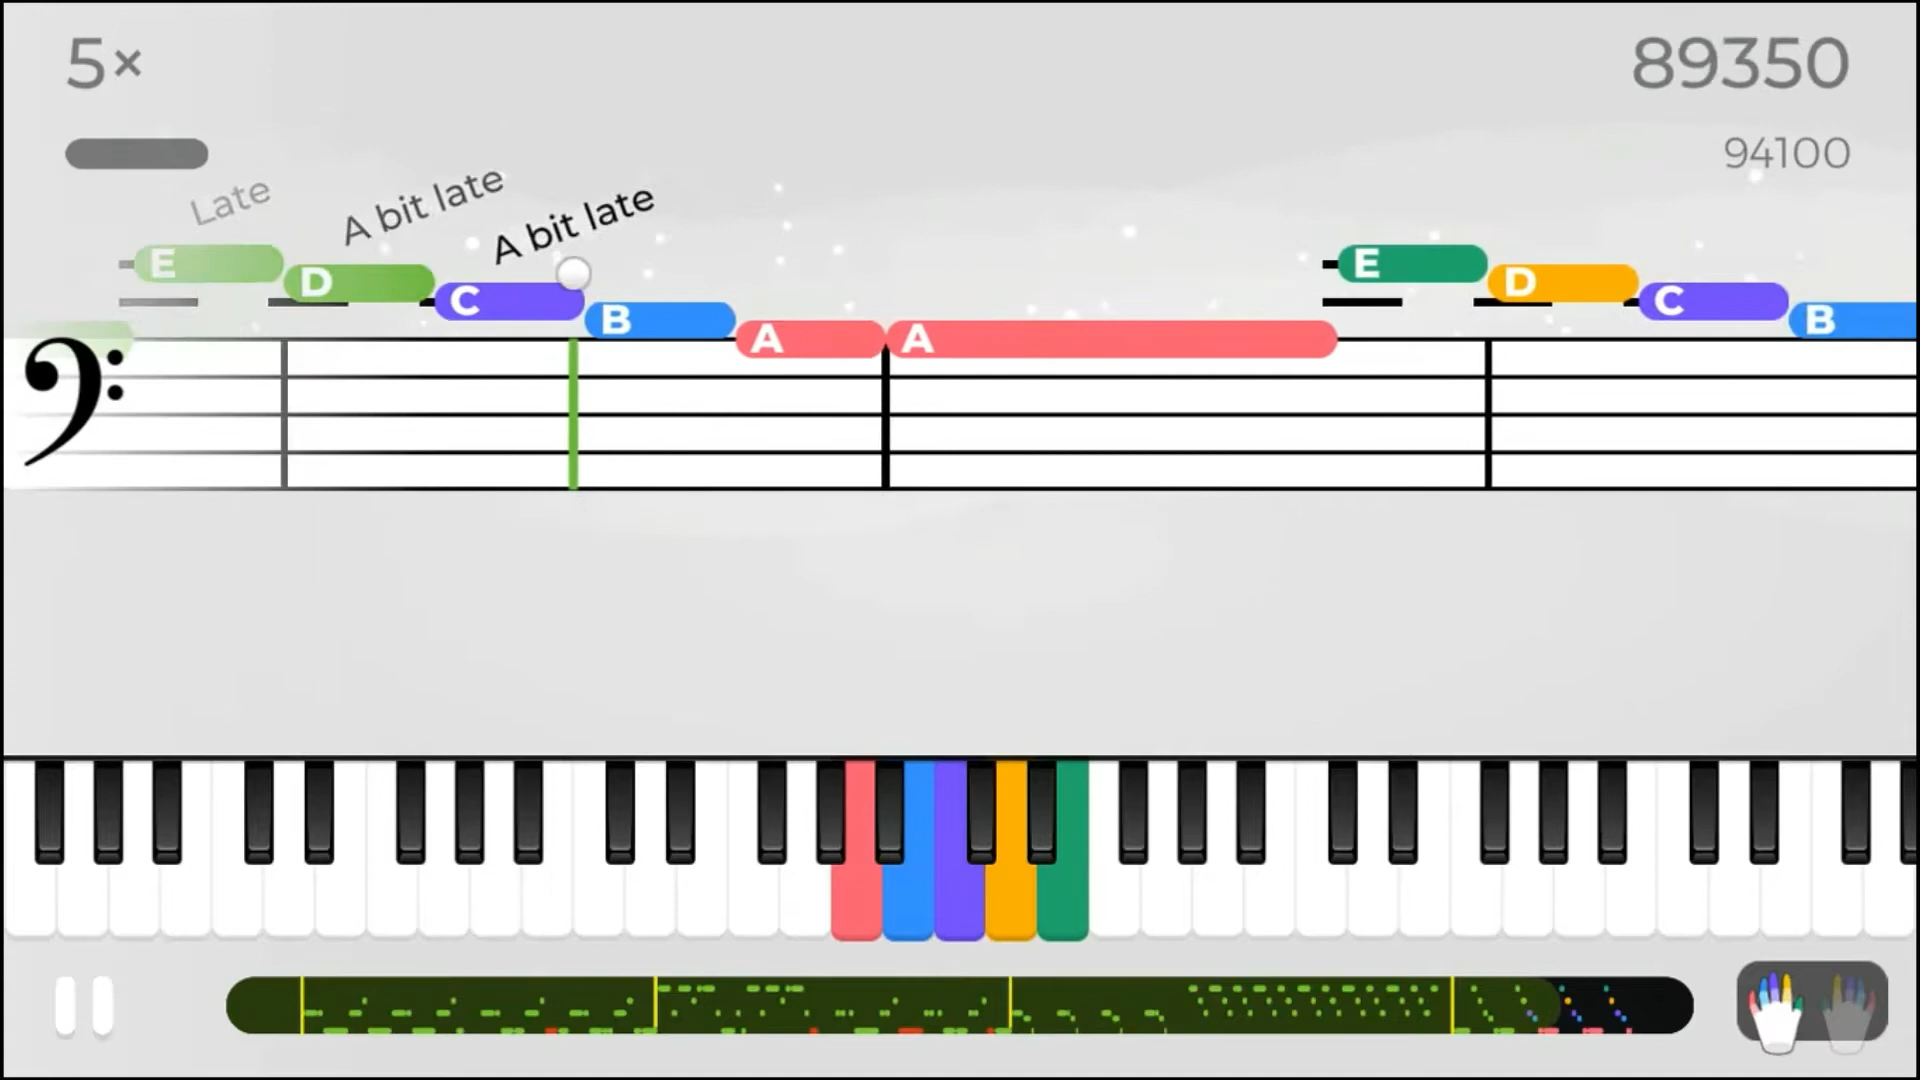 5×
89350
94100
Late
A bit late
A bit late
E D C B A A E D C B